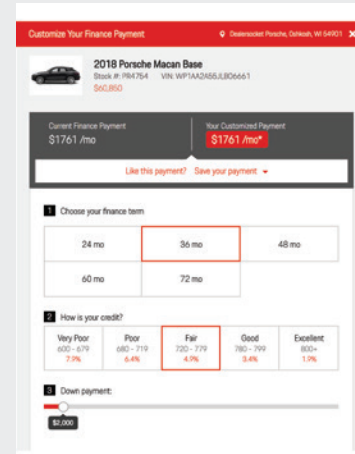 Customize Your Finance Payment
Dealersocket Porsche, Oshkosh, WI 54901
2018 Porsche Macan Base
Stock #: PR4764 VIN: WP1AA2A55JLB06661
$60,850
Current Finance Payment
$1761 /mo
Your Customized Payment
$1761 /mo*
Like this payment? Save your payment
1 Choose your finance term
24 mo
36 mo
48 mo
60 mo
72 mo
2 How is your credit?
Very Poor
600 - 679
7.9%
Poor
680 - 719
6.4%
Fair
720 - 779
4.9%
Good
780 - 799
3.4%
Excellent
800+
1.9%
3 Down payment:
$2,000